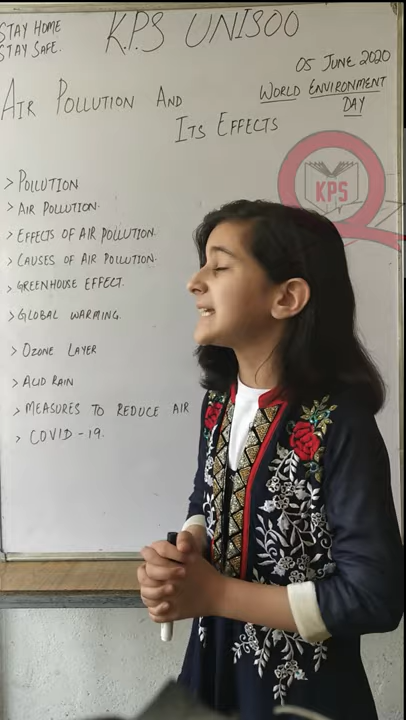 STAY HOME
STAY SAFE.
K.P.S UNISOO
05 JUNE 2020
WORLD ENVIRONMENT
DAY
AIR POLLUTION AND
ITS EFFECTS
KPS
> POLLUTION
> AIR POLLUTION.
> EFFECTS OF AIR POLLUTION.
> CAUSES OF AIR POLLUTION.
> GREENHOUSE EFFECT.
> GLOBAL WARMING.
> OZONE LAYER
> ACID RAIN
> MEASURES TO REDUCE AIR
> COVID-19.